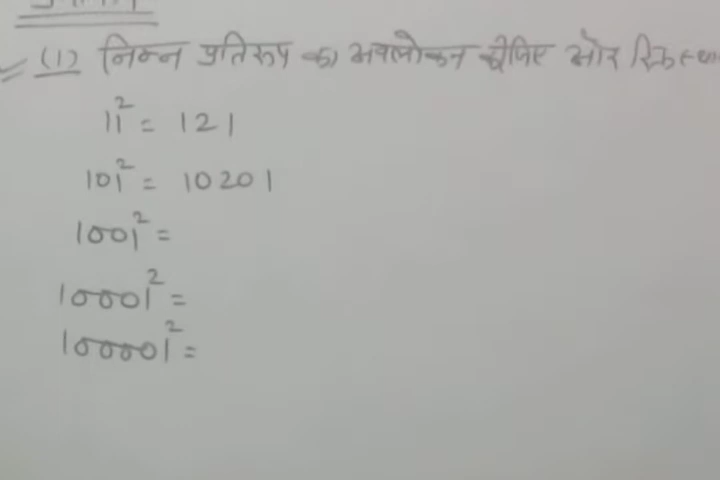 (1) निम्न प्रतिरूप का अवलोकन कीजिए और रिक्त
11² = 121
101² = 10201
1001² =
10001² =
100001² =